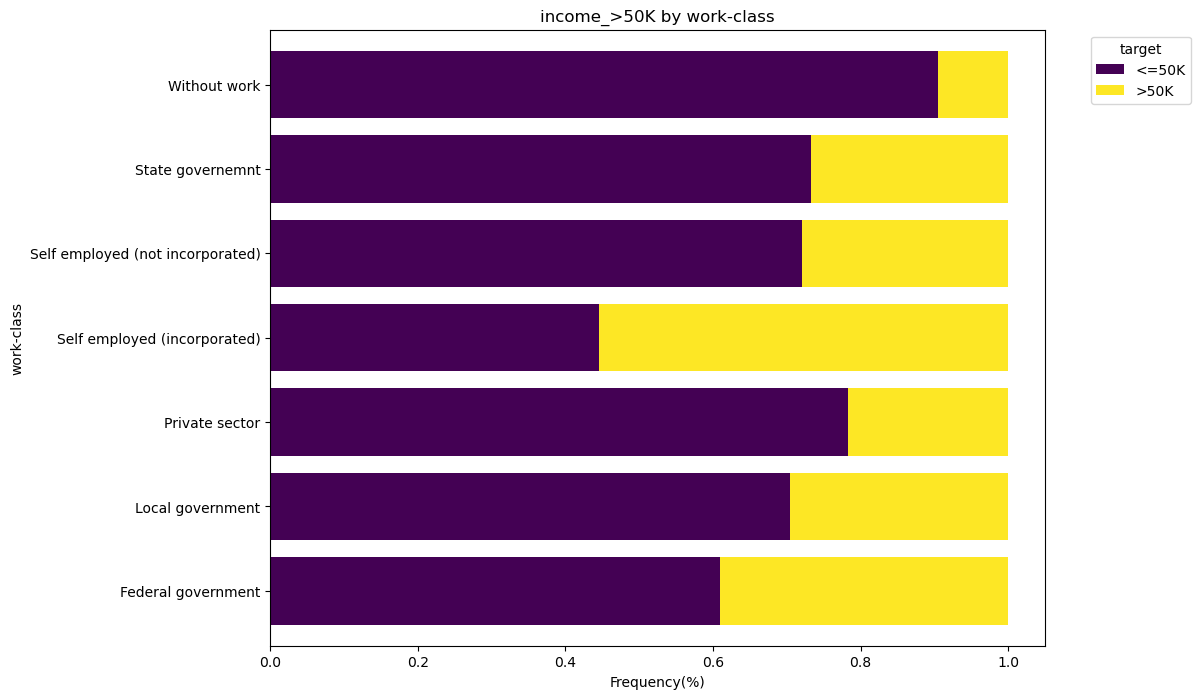 income_>50K by work-class
target
<=50K
>50K
work-class
Without work
State governemnt
Self employed (not incorporated)
Self employed (incorporated)
Private sector
Local government
Federal government
0.0 0.2 0.4 0.6 0.8 1.0
Frequency(%)